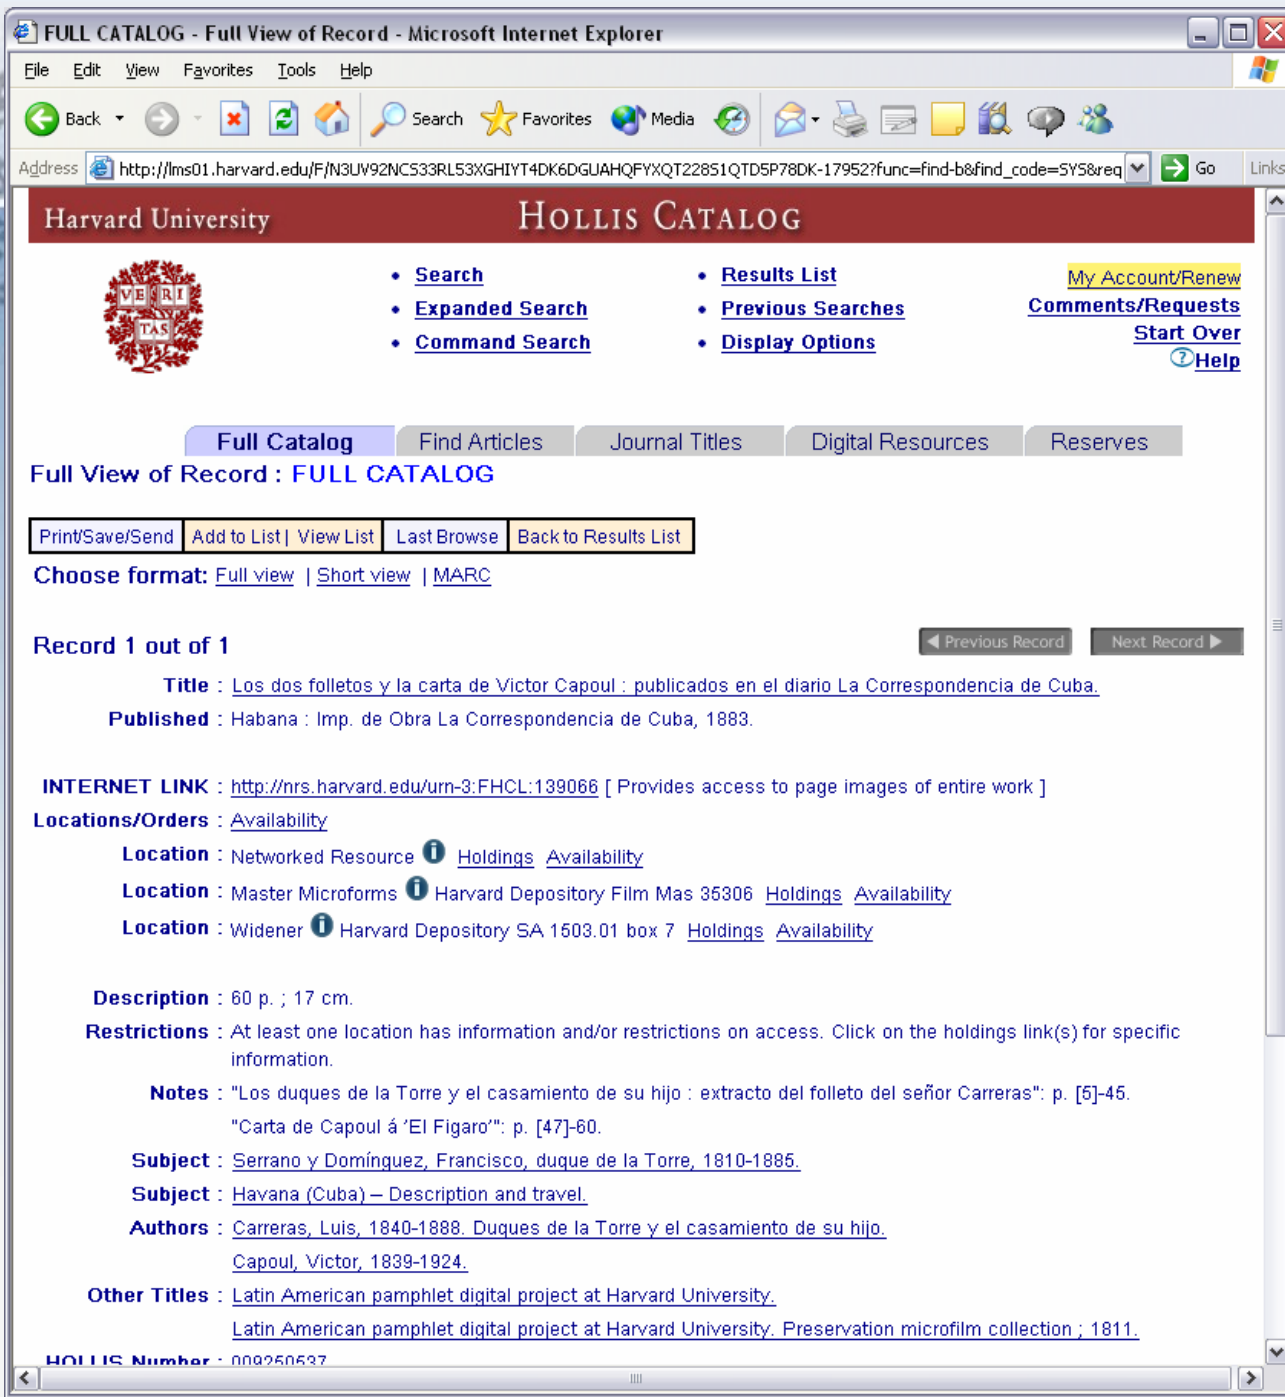 FULL CATALOG - Full View of Record - Microsoft Internet Explorer
File Edit View Favorites Tools Help
Back Search Favorites Media
Address http://lms01.harvard.edu/F/N3UV92NCS33RL53XGHIYT4DK6DGUAHQFYXQT228S1QTD5P78DK-17952?func=find-b&find_code=SYS&req Go Links
Harvard University HOLLIS CATALOG
VE RI
TAS
• Search • Results List My Account/Renew
• Expanded Search • Previous Searches Comments/Requests
• Command Search • Display Options Start Over
? Help
Full Catalog Find Articles Journal Titles Digital Resources Reserves
Full View of Record : FULL CATALOG
Print/Save/Send Add to List | View List Last Browse Back to Results List
Choose format: Full view | Short view | MARC
Record 1 out of 1 Previous Record Next Record
Title : Los dos folletos y la carta de Victor Capoul : publicados en el diario La Correspondencia de Cuba.
Published : Habana : Imp. de Obra La Correspondencia de Cuba, 1883.
INTERNET LINK : http://nrs.harvard.edu/urn-3:FHCL:139066 [ Provides access to page images of entire work ]
Locations/Orders : Availability
Location : Networked Resource i Holdings Availability
Location : Master Microforms i Harvard Depository Film Mas 35306 Holdings Availability
Location : Widener i Harvard Depository SA 1503.01 box 7 Holdings Availability
Description : 60 p. ; 17 cm.
Restrictions : At least one location has information and/or restrictions on access. Click on the holdings link(s) for specific
information.
Notes : "Los duques de la Torre y el casamiento de su hijo : extracto del folleto del señor Carreras": p. [5]-45.
"Carta de Capoul á 'El Figaro'": p. [47]-60.
Subject : Serrano y Domínguez, Francisco, duque de la Torre, 1810-1885.
Subject : Havana (Cuba) – Description and travel.
Authors : Carreras, Luis, 1840-1888. Duques de la Torre y el casamiento de su hijo.
Capoul, Victor, 1839-1924.
Other Titles : Latin American pamphlet digital project at Harvard University.
Latin American pamphlet digital project at Harvard University. Preservation microfilm collection ; 1811.
HOLLIS Number : 009250537